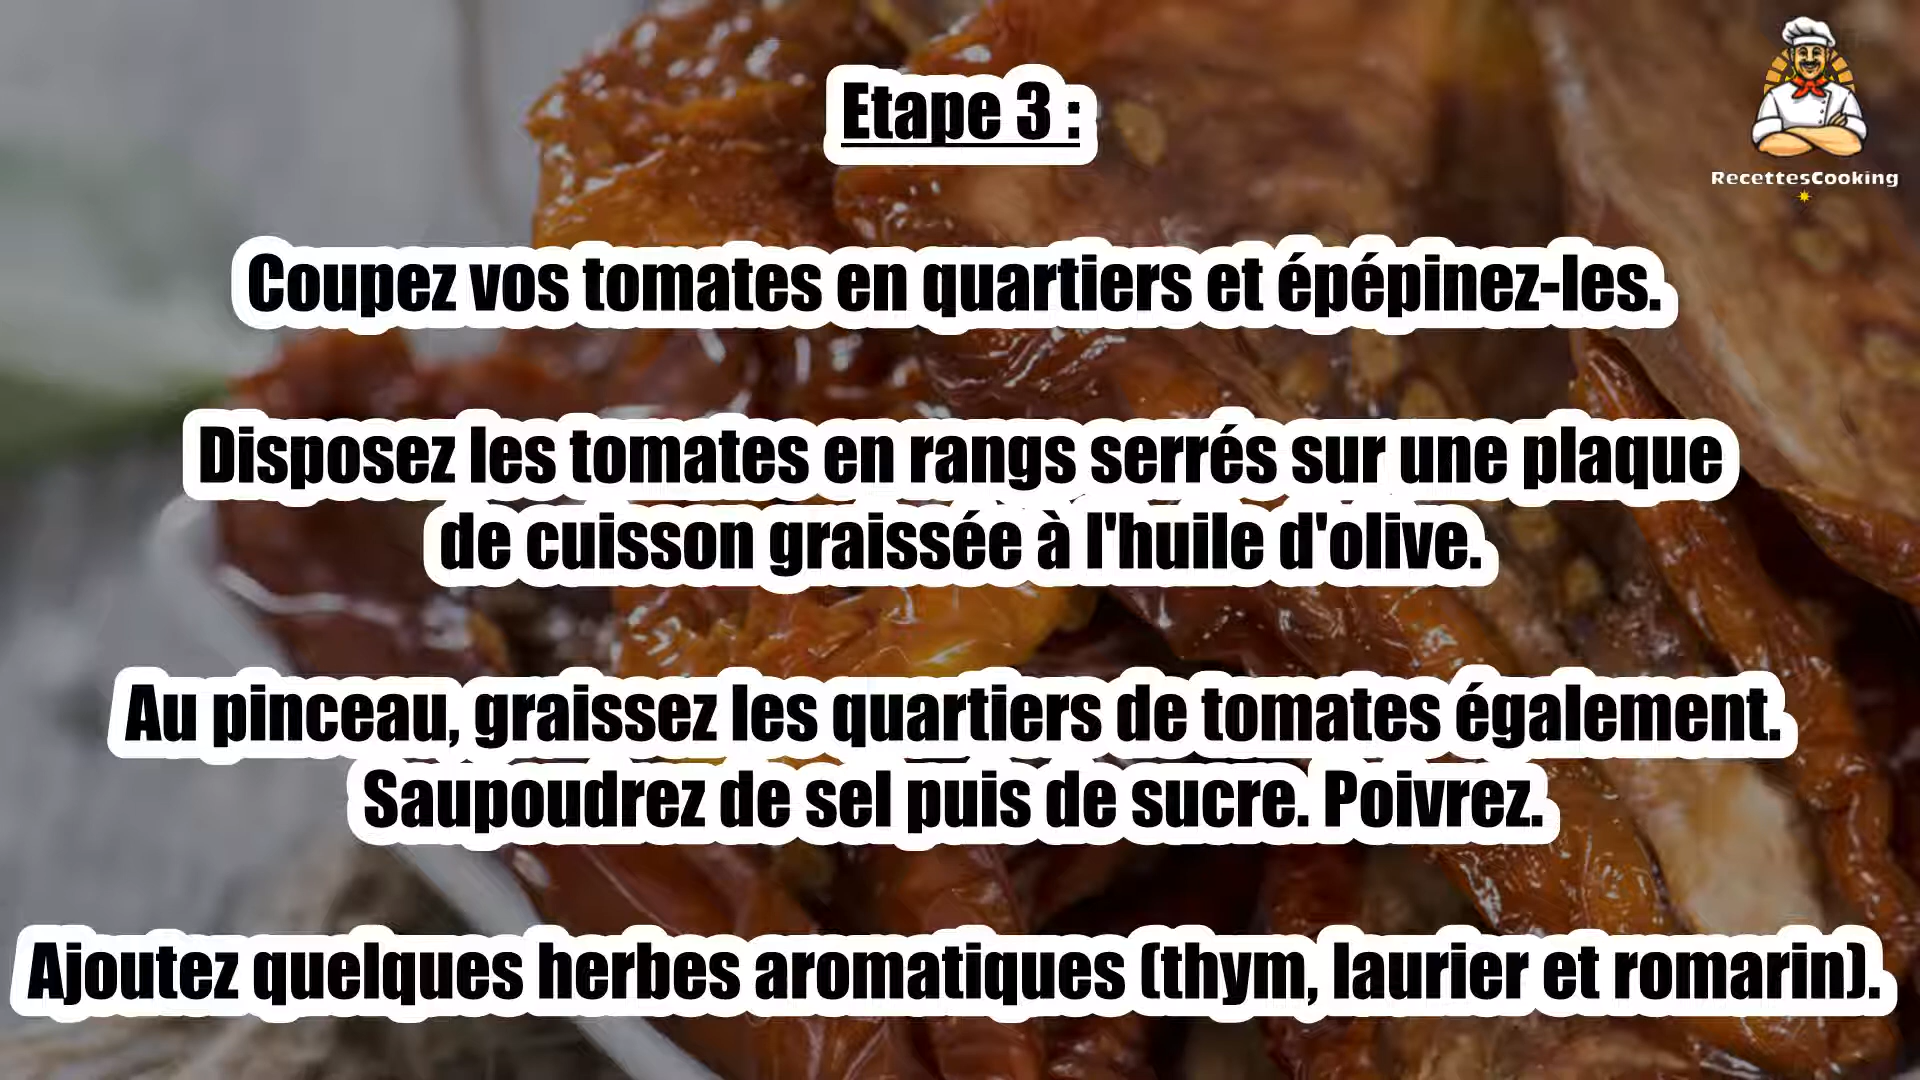 Etape 3 :
RecettesCooking
Coupez vos tomates en quartiers et épépinez-les.
Disposez les tomates en rangs serrés sur une plaque
de cuisson graissée à l'huile d'olive.
Au pinceau, graissez les quartiers de tomates également.
Saupoudrez de sel puis de sucre. Poivrez.
Ajoutez quelques herbes aromatiques (thym, laurier et romarin).